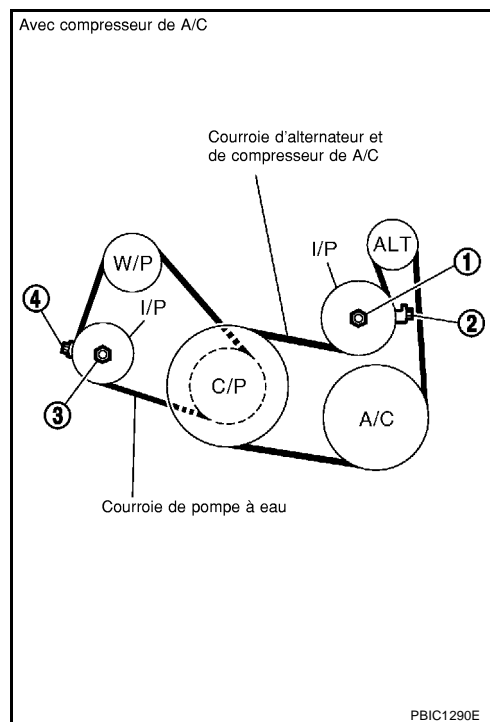 Avec compresseur de A/C
Courroie d'alternateur et
de compresseur de A/C
W/P
I/P
ALT
1
4
I/P
2
C/P
3
A/C
Courroie de pompe à eau
PBIC1290E